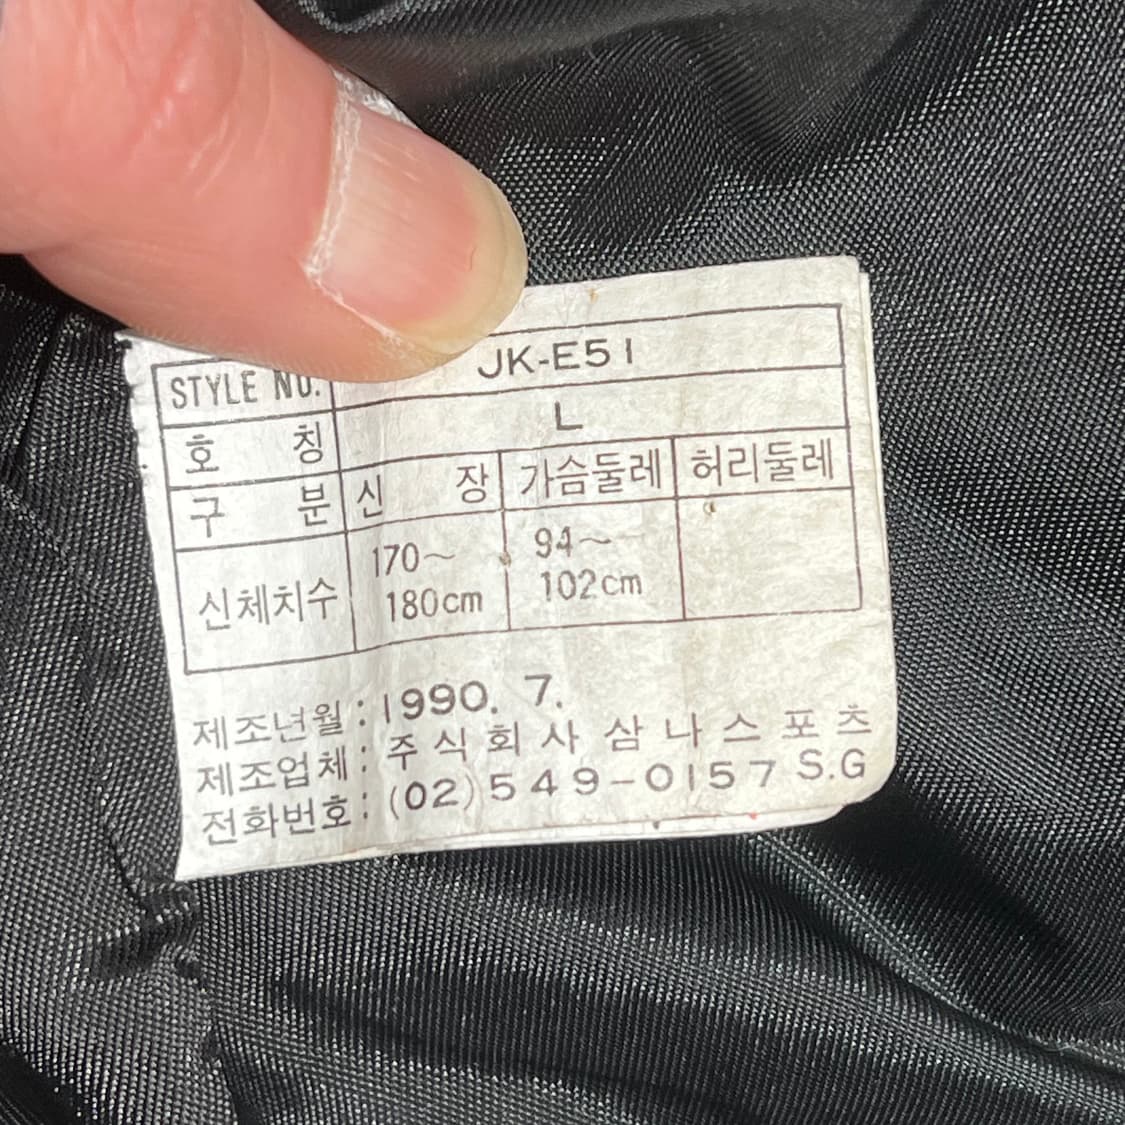 STYLE NO. JK-E51
호 칭 L
구 분 신 장 가슴둘레 허리둘레
신체치수 170~180cm 94~102cm
제조년월:1990. 7.
제조업체: 주식회사 삼나스포츠
전화번호: (02)549-0157 S.G